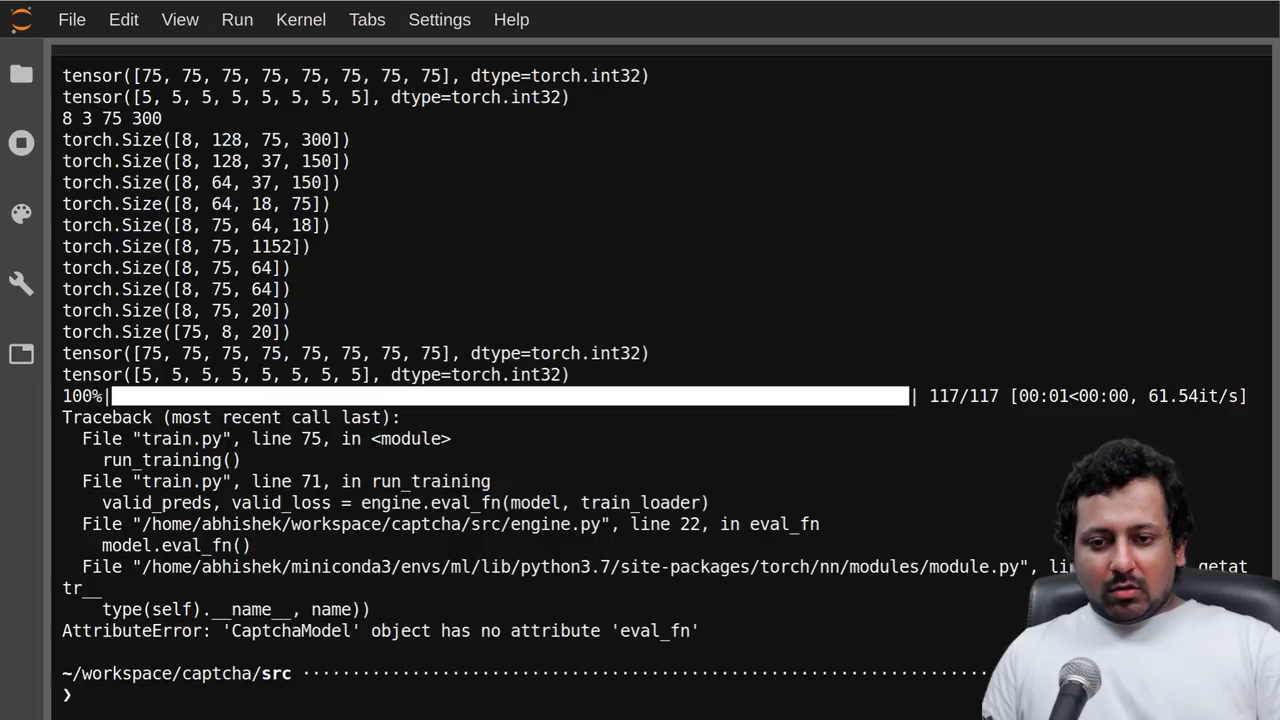 File Edit View Run Kernel Tabs Settings Help
tensor([75, 75, 75, 75, 75, 75, 75, 75], dtype=torch.int32)
tensor([5, 5, 5, 5, 5, 5, 5, 5], dtype=torch.int32)
8 3 75 300
torch.Size([8, 128, 75, 300])
torch.Size([8, 128, 37, 150])
torch.Size([8, 64, 37, 150])
torch.Size([8, 64, 18, 75])
torch.Size([8, 75, 64, 18])
torch.Size([8, 75, 1152])
torch.Size([8, 75, 64])
torch.Size([8, 75, 64])
torch.Size([8, 75, 20])
torch.Size([75, 8, 20])
tensor([75, 75, 75, 75, 75, 75, 75, 75], dtype=torch.int32)
tensor([5, 5, 5, 5, 5, 5, 5, 5], dtype=torch.int32)
100%| | 117/117 [00:01<00:00, 61.54it/s]
Traceback (most recent call last):
File "train.py", line 75, in <module>
run_training()
File "train.py", line 71, in run_training
valid_preds, valid_loss = engine.eval_fn(model, train_loader)
File "/home/abhishek/workspace/captcha/src/engine.py", line 22, in eval_fn
model.eval_fn()
File "/home/abhishek/miniconda3/envs/ml/lib/python3.7/site-packages/torch/nn/modules/module.py", getat
tr__
type(self).__name__, name))
AttributeError: 'CaptchaModel' object has no attribute 'eval_fn'
~/workspace/captcha/src
❯